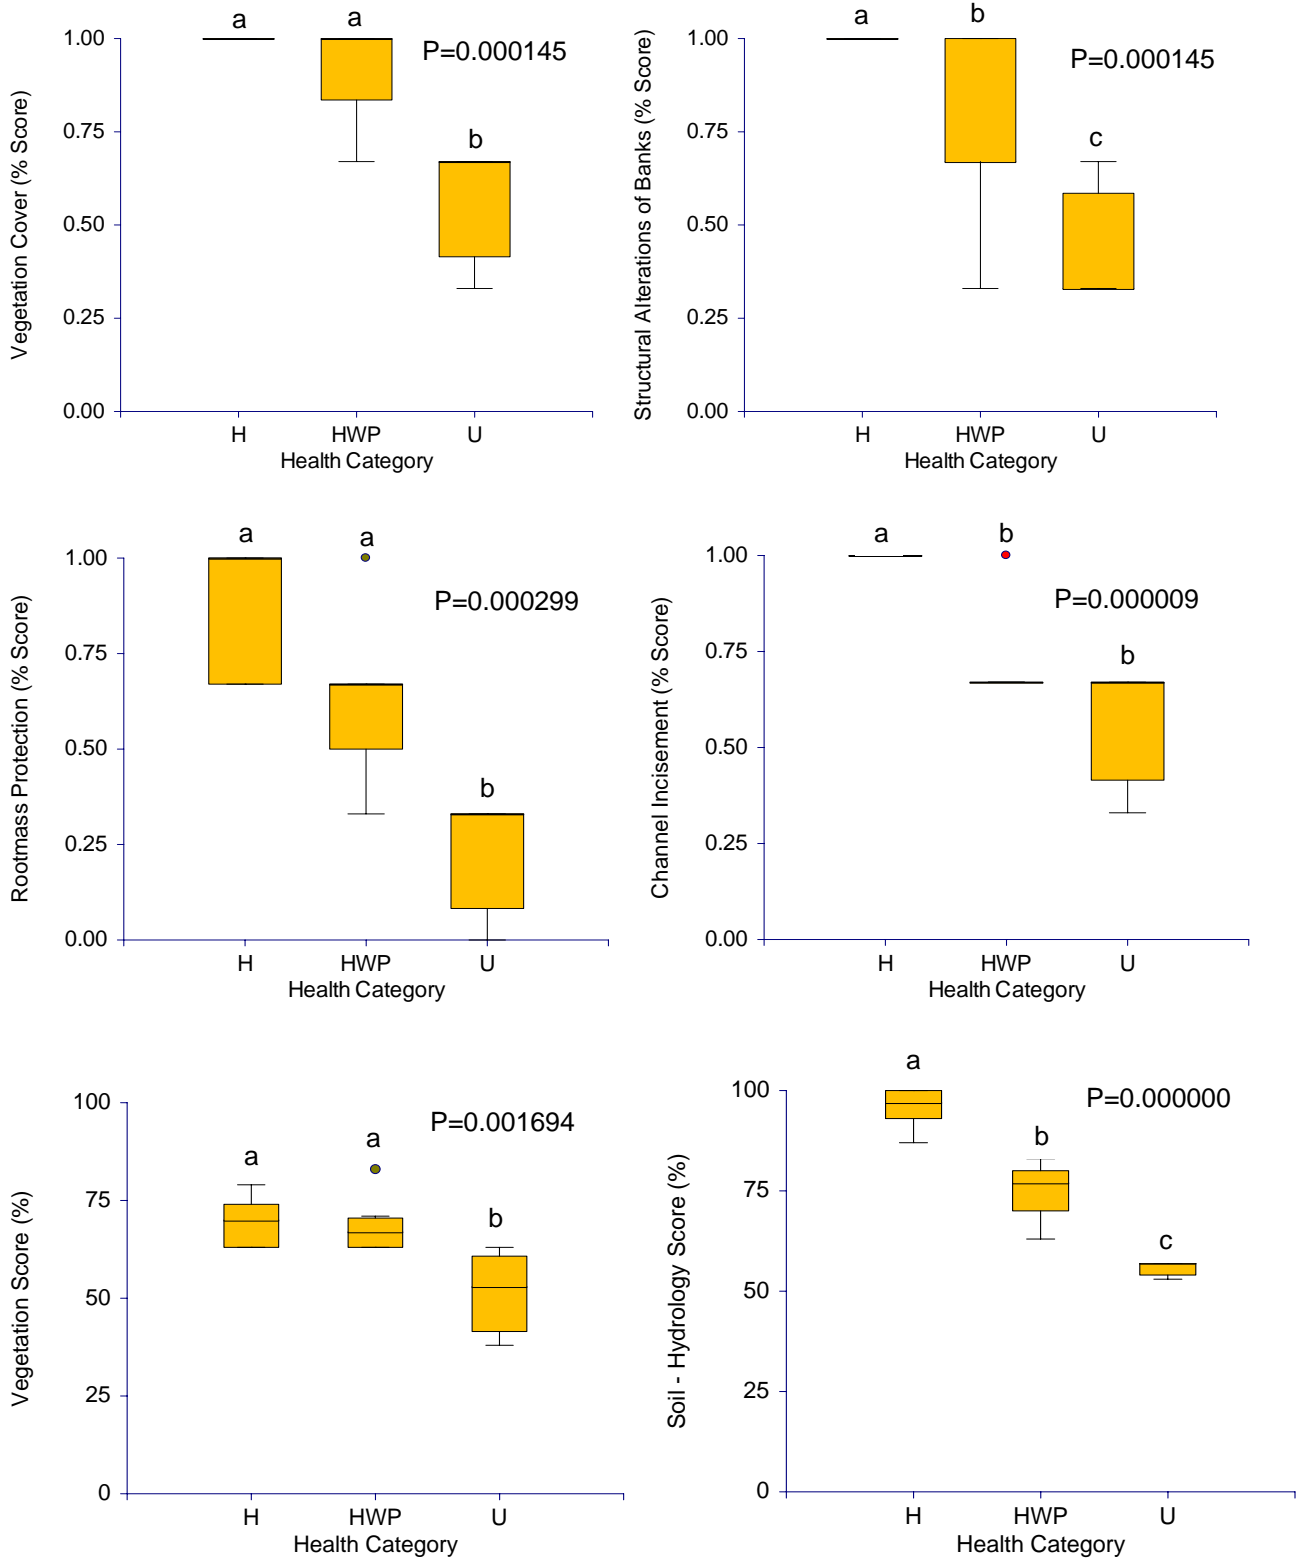 a
a
P=0.000145
1.00
0.75
b
0.50
0.25
0.00
Vegetation Cover (% Score)
H
HWP
U
Health Category
a
b
P=0.000145
1.00
0.75
c
0.50
0.25
0.00
Structural Alterations of Banks (% Score)
H
HWP
U
Health Category
a
a
P=0.000299
1.00
0.75
0.50
b
0.25
0.00
Rootmass Protection (% Score)
H
HWP
U
Health Category
a
b
P=0.000009
1.00
0.75
b
0.50
0.25
0.00
Channel Incisement (% Score)
H
HWP
U
Health Category
100
P=0.001694
a
a
75
b
50
25
0
Vegetation Score (%)
H
HWP
U
Health Category
a
100
P=0.000000
b
75
c
50
25
0
Soil - Hydrology Score (%)
H
HWP
U
Health Category